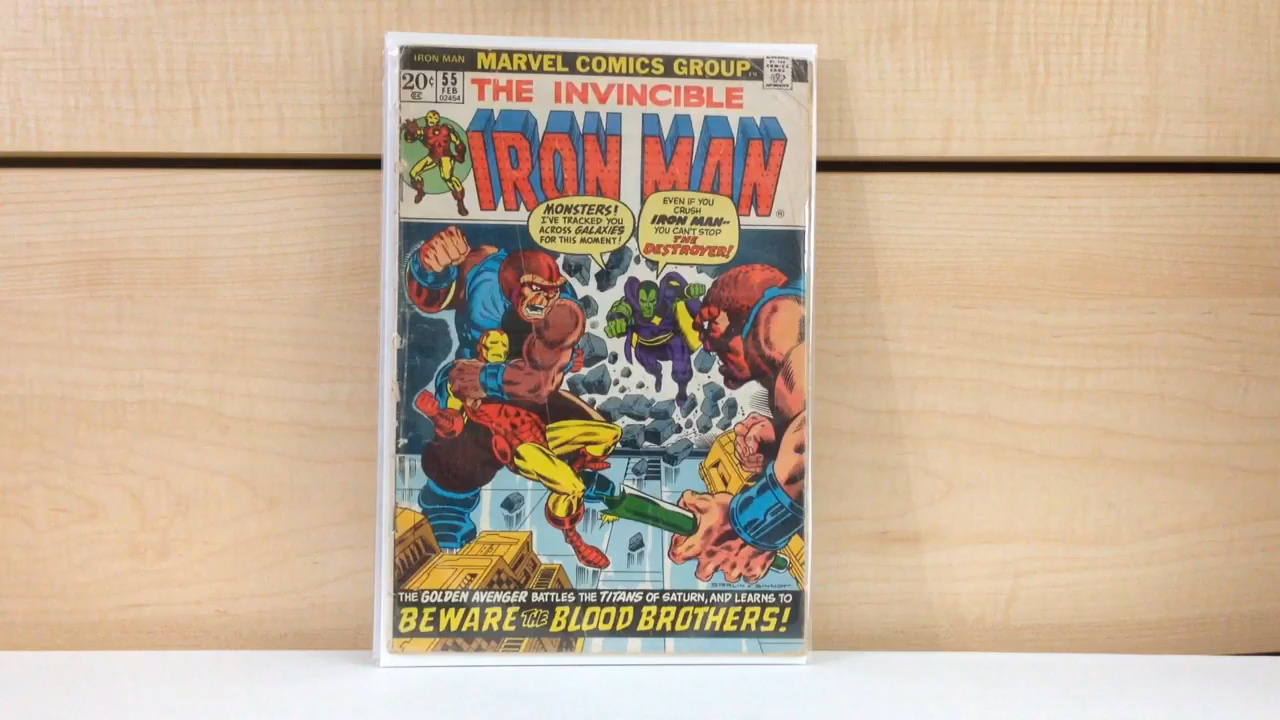 IRON MAN
MARVEL COMICS GROUP
20¢
55
FEB
02454
THE INVINCIBLE
IRON MAN
MONSTERS!
I'VE TRACKED YOU
ACROSS GALAXIES
FOR THIS MOMENT!
EVEN IF YOU
CRUSH
IRON MAN--
YOU CAN'T STOP
THE
DESTROYER!
THE GOLDEN AVENGER BATTLES THE TITANS OF SATURN, AND LEARNS TO
BEWARE THE BLOOD BROTHERS!